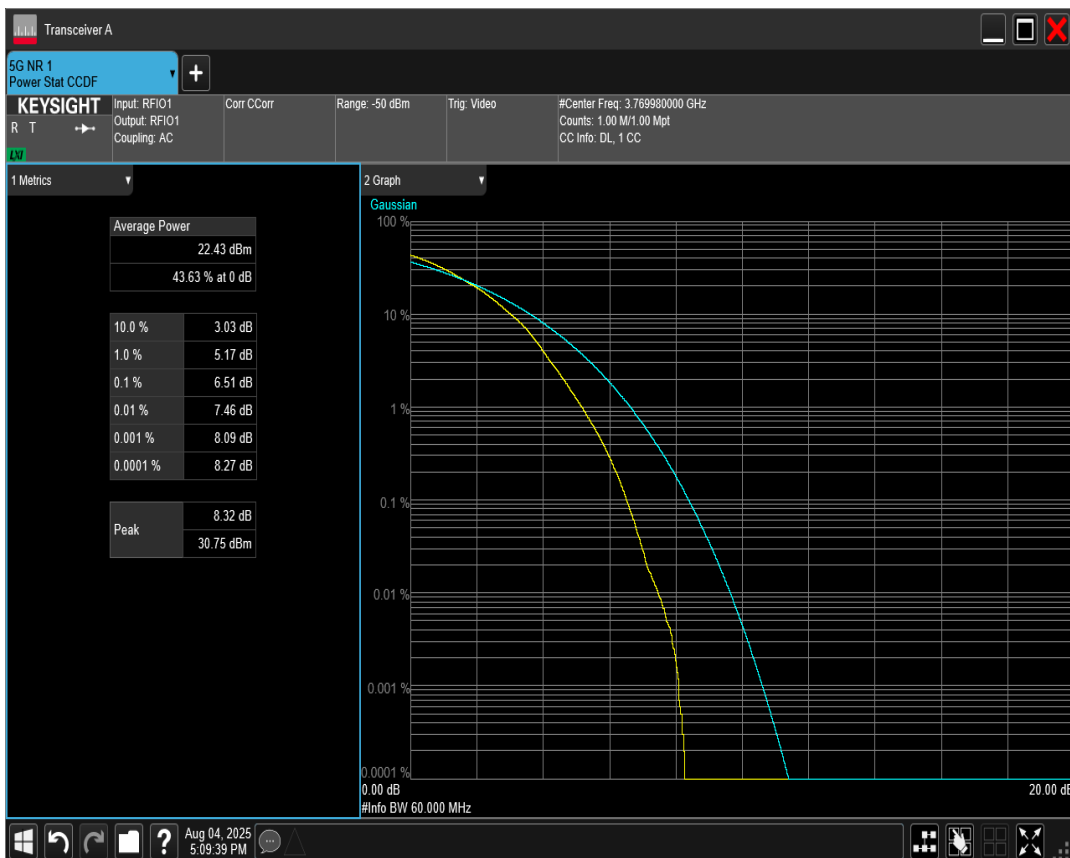 Transceiver A
5G NR 1
Power Stat CCDF
KEYSIGHT
R T
LXI
Input: RFIO1
Output: RFIO1
Coupling: AC
Corr CCorr
Range: -50 dBm
Trig: Video
#Center Freq: 3.769980000 GHz
Counts: 1.00 M/1.00 Mpt
CC Info: DL, 1 CC
1 Metrics
Average Power
22.43 dBm
43.63 % at 0 dB
10.0 % 3.03 dB
1.0 % 5.17 dB
0.1 % 6.51 dB
0.01 % 7.46 dB
0.001 % 8.09 dB
0.0001 % 8.27 dB
Peak
8.32 dB
30.75 dBm
2 Graph
Gaussian
100 %
10 %
1 %
0.1 %
0.01 %
0.001 %
0.0001 %
0.00 dB 20.00 dB
#Info BW 60.000 MHz
?
Aug 04, 2025
5:09:39 PM